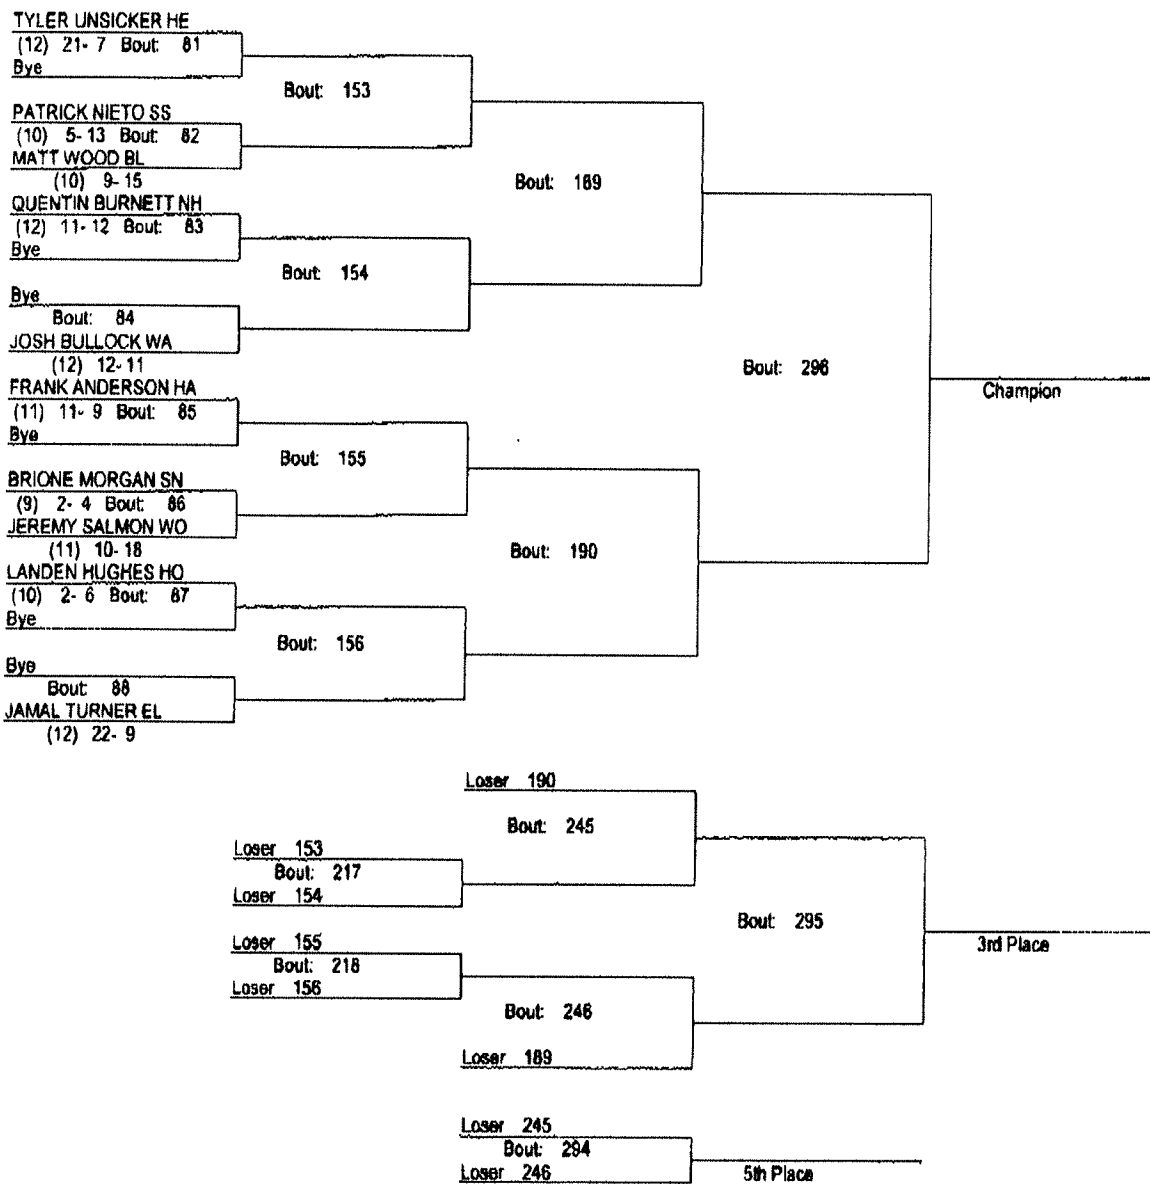 TYLER UNSICKER HE
(12) 21- 7 Bout: 81
Bye
Bout: 153
PATRICK NIETO SS
(10) 5- 13 Bout: 82
MATT WOOD BL
(10) 9- 15
Bout: 189
QUENTIN BURNETT NH
(12) 11- 12 Bout: 83
Bye
Bout: 154
Bye
Bout: 84
JOSH BULLOCK WA
(12) 12- 11
Bout: 296
Champion
FRANK ANDERSON HA
(11) 11- 9 Bout: 85
Bye
Bout: 155
BRIONE MORGAN SN
(9) 2- 4 Bout: 86
JEREMY SALMON WO
(11) 10- 18
Bout: 190
LANDEN HUGHES HO
(10) 2- 6 Bout: 87
Bye
Bout: 156
Bye
Bout: 88
JAMAL TURNER EL
(12) 22- 9
Loser 190
Bout: 245
Loser 153
Bout: 217
Loser 154
Bout: 295
3rd Place
Loser 155
Bout: 218
Loser 156
Bout: 246
Loser 189
Loser 245
Bout: 294
Loser 246
5th Place